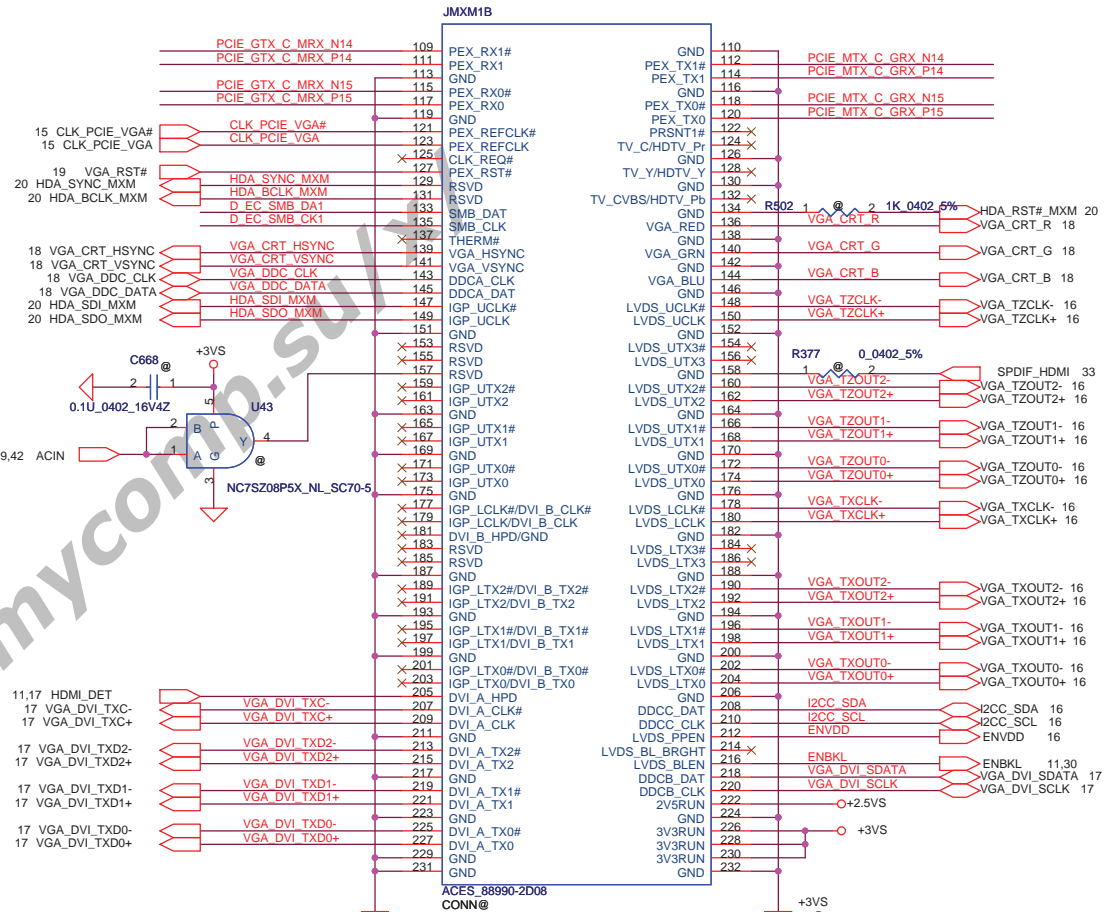 JMXM1B
PCIE_GTX_C_MRX_N14 109 PEX_RX1# GND 110
PCIE_GTX_C_MRX_P14 111 PEX_RX1 PEX_TX1# 112 PCIE_MTX_C_GRX_N14
113 GND PEX_TX1 114 PCIE_MTX_C_GRX_P14
PCIE_GTX_C_MRX_N15 115 PEX_RX0# GND 116
PCIE_GTX_C_MRX_P15 117 PEX_RX0 PEX_TX0# 118 PCIE_MTX_C_GRX_N15
119 GND PEX_TX0 120 PCIE_MTX_C_GRX_P15
15 CLK_PCIE_VGA# CLK_PCIE_VGA# 121 PEX_REFCLK# PRSNT1# 122
15 CLK_PCIE_VGA CLK_PCIE_VGA 123 PEX_REFCLK TV_C/HDTV_Pr 124
125 CLK_REQ# GND 126
19 VGA_RST# 127 PEX_RST# TV_Y/HDTV_Y 128
20 HDA_SYNC_MXM HDA_SYNC_MXM 129 RSVD GND 130
20 HDA_BCLK_MXM HDA_BCLK_MXM 131 RSVD TV_CVBS/HDTV_Pb 132
D_EC_SMB_DA1 133 SMB_DAT GND 134 R502 1 @ 2 1K_0402_5% HDA_RST#_MXM 20
D_EC_SMB_CK1 135 SMB_CLK VGA_RED 136 VGA_CRT_R VGA_CRT_R 18
137 THERM# GND 138
18 VGA_CRT_HSYNC VGA_CRT_HSYNC 139 VGA_HSYNC VGA_GRN 140 VGA_CRT_G VGA_CRT_G 18
18 VGA_CRT_VSYNC VGA_CRT_VSYNC 141 VGA_VSYNC GND 142
18 VGA_DDC_CLK VGA_DDC_CLK 143 DDCA_CLK VGA_BLU 144 VGA_CRT_B VGA_CRT_B 18
18 VGA_DDC_DATA VGA_DDC_DATA 145 DDCA_DAT GND 146
20 HDA_SDI_MXM HDA_SDI_MXM 147 IGP_UCLK# LVDS_UCLK# 148 VGA_TZCLK- VGA_TZCLK- 16
20 HDA_SDO_MXM HDA_SDO_MXM 149 IGP_UCLK LVDS_UCLK 150 VGA_TZCLK+ VGA_TZCLK+ 16
151 GND GND 152
153 RSVD LVDS_UTX3# 154
155 RSVD LVDS_UTX3 156
157 RSVD GND 158 R377 1 @ 2 0_0402_5% SPDIF_HDMI 33
159 IGP_UTX2# LVDS_UTX2# 160 VGA_TZOUT2- VGA_TZOUT2- 16
161 IGP_UTX2 LVDS_UTX2 162 VGA_TZOUT2+ VGA_TZOUT2+ 16
163 GND GND 164
165 IGP_UTX1# LVDS_UTX1# 166 VGA_TZOUT1- VGA_TZOUT1- 16
167 IGP_UTX1 LVDS_UTX1 168 VGA_TZOUT1+ VGA_TZOUT1+ 16
169 GND GND 170
171 IGP_UTX0# LVDS_UTX0# 172 VGA_TZOUT0- VGA_TZOUT0- 16
173 IGP_UTX0 LVDS_UTX0 174 VGA_TZOUT0+ VGA_TZOUT0+ 16
175 GND GND 176
177 IGP_LCLK#/DVI_B_CLK# LVDS_LCLK# 178 VGA_TXCLK- VGA_TXCLK- 16
179 IGP_LCLK/DVI_B_CLK LVDS_LCLK 180 VGA_TXCLK+ VGA_TXCLK+ 16
181 DVI_B_HPD/GND GND 182
183 RSVD LVDS_LTX3# 184
185 RSVD LVDS_LTX3 186
187 GND GND 188
189 IGP_LTX2#/DVI_B_TX2# LVDS_LTX2# 190 VGA_TXOUT2- VGA_TXOUT2- 16
191 IGP_LTX2/DVI_B_TX2 LVDS_LTX2 192 VGA_TXOUT2+ VGA_TXOUT2+ 16
193 GND GND 194
195 IGP_LTX1#/DVI_B_TX1# LVDS_LTX1# 196 VGA_TXOUT1- VGA_TXOUT1- 16
197 IGP_LTX1/DVI_B_TX1 LVDS_LTX1 198 VGA_TXOUT1+ VGA_TXOUT1+ 16
199 GND GND 200
201 IGP_LTX0#/DVI_B_TX0# LVDS_LTX0# 202 VGA_TXOUT0- VGA_TXOUT0- 16
203 IGP_LTX0/DVI_B_TX0 LVDS_LTX0 204 VGA_TXOUT0+ VGA_TXOUT0+ 16
11,17 HDMI_DET 205 DVI_A_HPD GND 206
17 VGA_DVI_TXC- VGA_DVI_TXC- 207 DVI_A_CLK# DDCC_DAT 208 I2CC_SDA I2CC_SDA 16
17 VGA_DVI_TXC+ VGA_DVI_TXC+ 209 DVI_A_CLK DDCC_CLK 210 I2CC_SCL I2CC_SCL 16
211 GND LVDS_PPEN 212 ENVDD ENVDD 16
17 VGA_DVI_TXD2- VGA_DVI_TXD2- 213 DVI_A_TX2# LVDS_BL_BRGHT 214
17 VGA_DVI_TXD2+ VGA_DVI_TXD2+ 215 DVI_A_TX2 LVDS_BLEN 216 ENBKL ENBKL 11,30
217 GND DDCB_DAT 218 VGA_DVI_SDATA VGA_DVI_SDATA 17
17 VGA_DVI_TXD1- VGA_DVI_TXD1- 219 DVI_A_TX1# DDCB_CLK 220 VGA_DVI_SCLK VGA_DVI_SCLK 17
17 VGA_DVI_TXD1+ VGA_DVI_TXD1+ 221 DVI_A_TX1 2V5RUN 222 +2.5VS
223 GND GND 224
17 VGA_DVI_TXD0- VGA_DVI_TXD0- 225 DVI_A_TX0# 3V3RUN 226 +3VS
17 VGA_DVI_TXD0+ VGA_DVI_TXD0+ 227 DVI_A_TX0 3V3RUN 228
229 GND 3V3RUN 230
231 GND GND 232
ACES_88990-2D08
CONN@
+3VS
C668 @
+3VS
2 1
0.1U_0402_16V4Z
5 U43
2 B P
Y 4
9,42 ACIN 1 A G
@
3
NC7SZ08P5X_NL_SC70-5
mycomp.su/x/